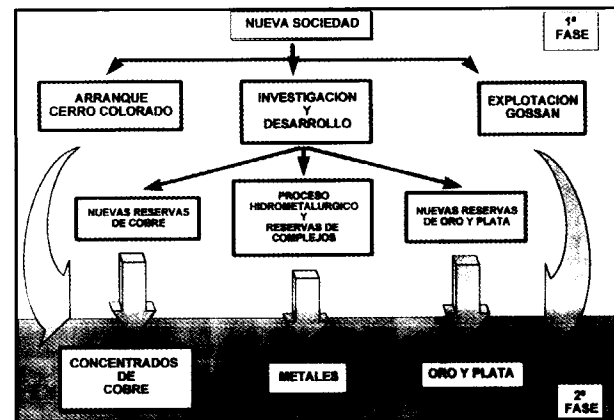 NUEVA SOCIEDAD
1ª
FASE
ARRANQUE
CERRO COLORADO
INVESTIGACION
Y
DESARROLLO
EXPLOTACION
GOSSAN
NUEVAS RESERVAS
DE COBRE
PROCESO
HIDROMETALURGICO
Y
RESERVAS DE
COMPLEJOS
NUEVAS RESERVAS
DE ORO Y PLATA
CONCENTRADOS
DE
COBRE
METALES
ORO Y PLATA
2ª
FASE